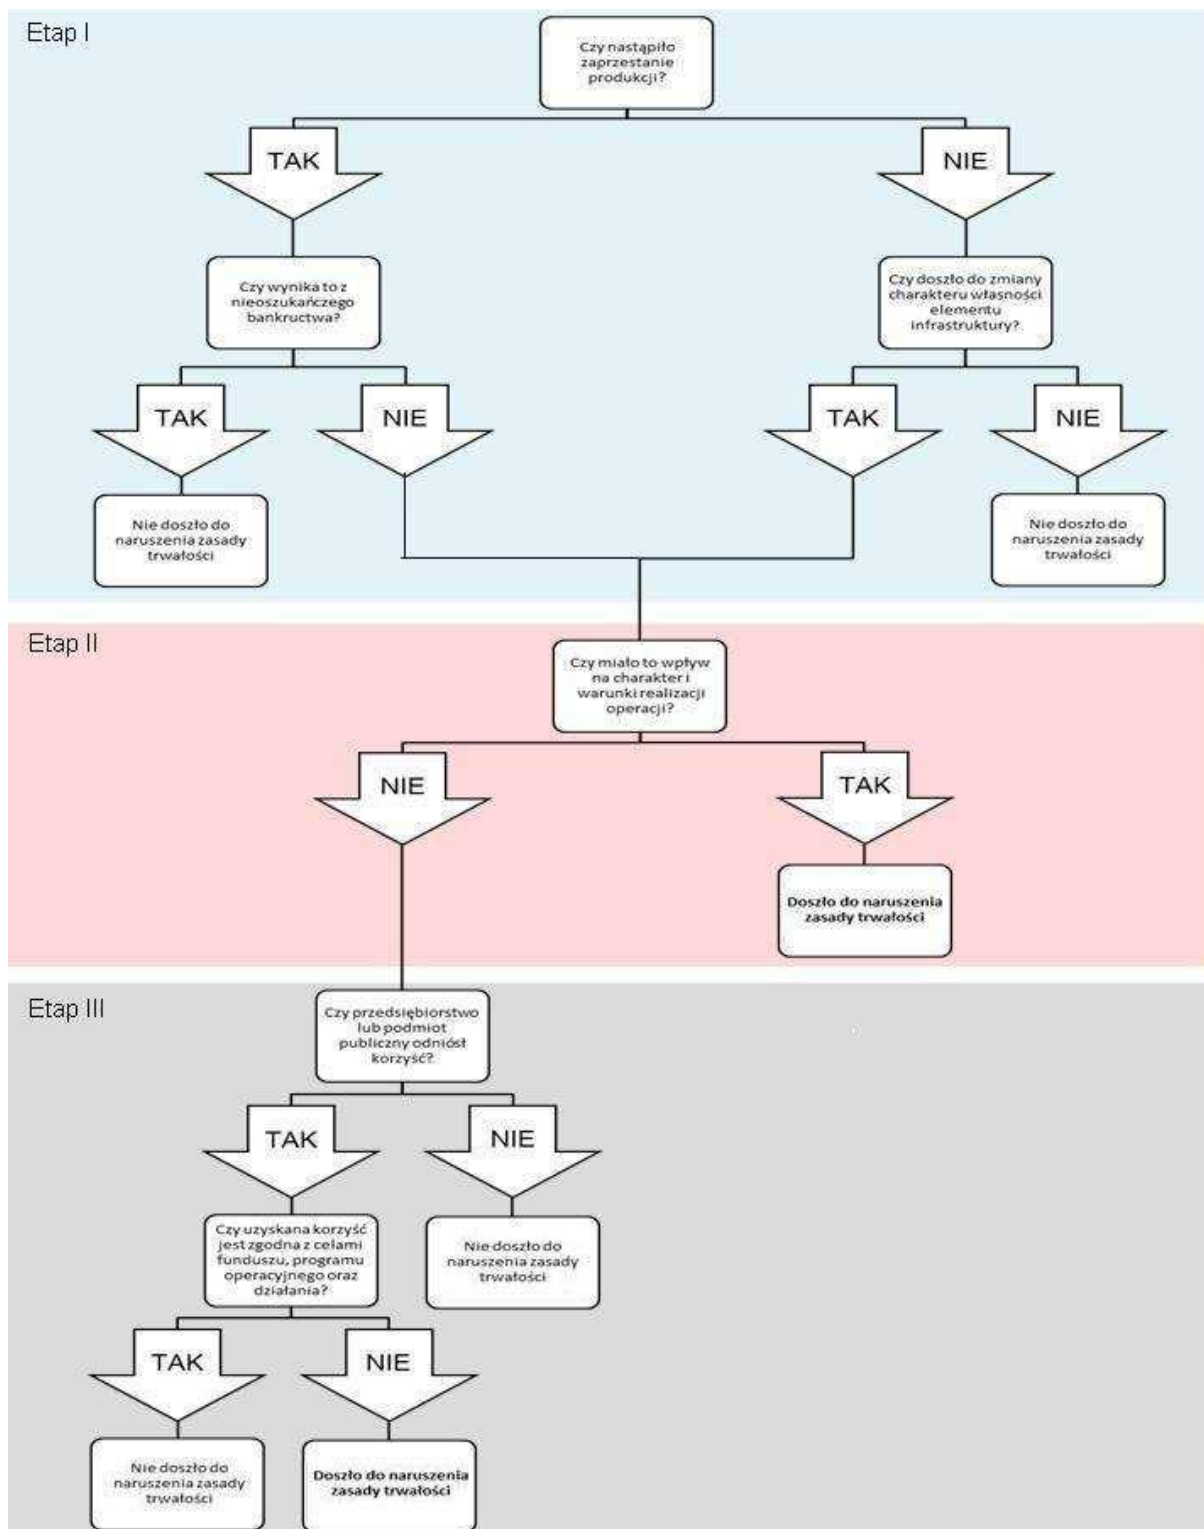 Etap I
Czy nastąpiło
zaprzestanie
produkcji?
TAK
NIE
Czy wynika to z
nieoszukańczego
bankructwa?
Czy doszło do zmiany
charakteru własności
elementu
infrastruktury?
TAK
NIE
TAK
NIE
Nie doszło do
naruszenia zasady
trwałości
Nie doszło do
naruszenia zasady
trwałości
Etap II
Czy miało to wpływ
na charakter i
warunki realizacji
operacji?
NIE
TAK
Doszło do naruszenia
zasady trwałości
Etap III
Czy przedsiębiorstwo
lub podmiot
publiczny odniósł
korzyść?
TAK
NIE
Czy uzyskana korzyść
jest zgodna z celami
funduszu, programu
operacyjnego oraz
działania?
Nie doszło do
naruszenia zasady
trwałości
TAK
NIE
Nie doszło do
naruszenia zasady
trwałości
Doszło do naruszenia
zasady trwałości